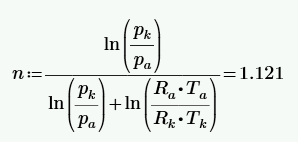 n := ln(p_k / p_a) / (ln(p_k / p_a) + ln((R_a • T_a) / (R_k • T_k))) = 1.121